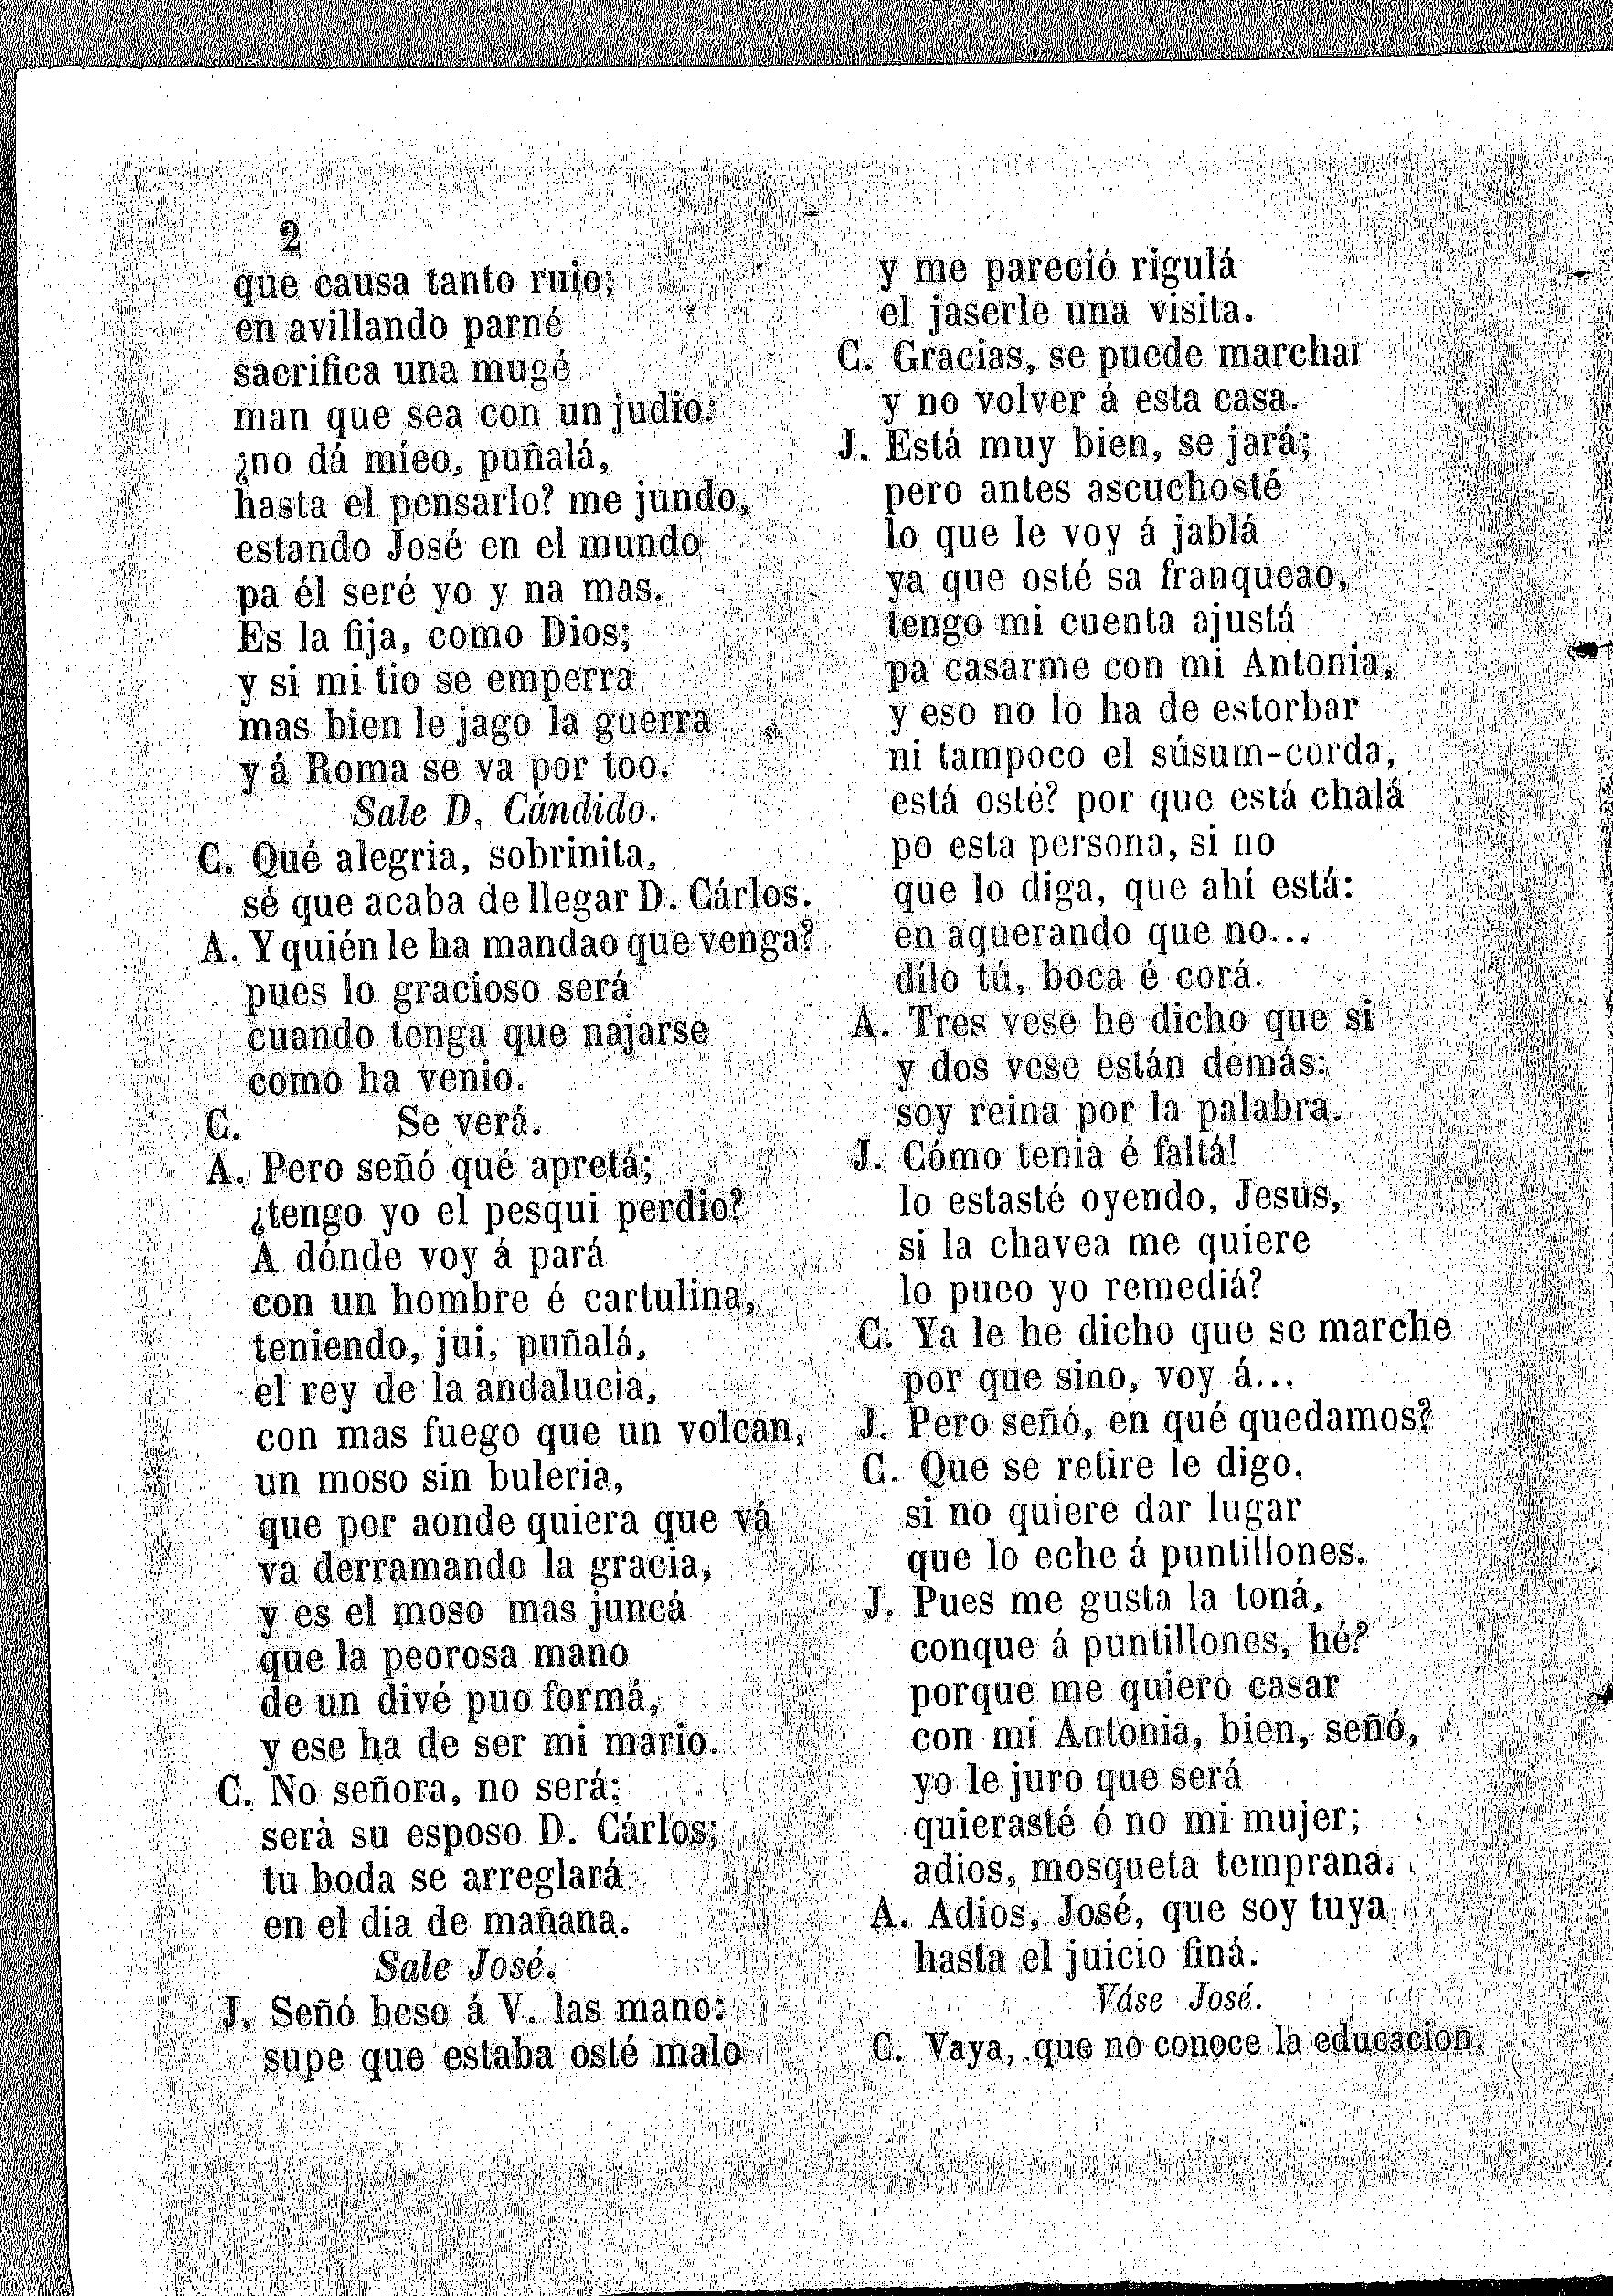 2
que causa tanto ruio;
en avillando parné
sacrifica una mugé
man que sea con un judio:
¿no dá mieo, puñalá,
hasta el pensarlo? me jundo,
estando José en el mundo
pa él seré yo y na mas.
Es la fija, como Dios;
y si mi tio se emperra
mas bien le jago la guerra
y á Roma se va por too.
Sale D. Cándido.
C. Qué alegria, sobrinita,
sé que acaba de llegar D. Cárlos.
A. Y quién le ha mandao que venga?
pues lo gracioso será
cuando tenga que najarse
como ha venio.
C. Se verá.
A. Pero señó qué apretá;
¿tengo yo el pesqui perdio?
A dónde voy á pará
con un hombre é cartulina,
teniendo, jui, puñalá,
el rey de la andalucia,
con mas fuego que un volcan,
un moso sin buleria,
que por aonde quiera que vá
va derramando la gracia,
y es el moso mas juncá
que la peorosa mano
de un divé puo formá,
y ese ha de ser mi mario.
C. No señora, no será:
será su esposo D. Cárlos;
tu boda se arreglará
en el dia de mañana.
Sale José.
J. Señó beso á V. las mano:
supe que estaba osté malo
y me pareció rigulá
el jaserle una visita.
C. Gracias, se puede marchar
y no volver á esta casa.
J. Está muy bien, se jará;
pero antes ascuchosté
lo que le voy á jablá
ya que osté sa franqueao,
tengo mi cuenta ajustá
pa casarme con mi Antonia,
y eso no lo ha de estorbar
ni tampoco el súsum-corda,
está osté? por que está chalá
po esta persona, si no
que lo diga, que ahí está:
en aquerando que no...
dílo tú, boca é corá.
A. Tres vese he dicho que si
y dos vese están demás:
soy reina por la palabra.
J. Cómo tenia é faltá!
lo estasté oyendo, Jesus,
si la chavea me quiere
lo pueo yo remediá?
C. Ya le he dicho que se marche
por que sino, voy á...
J. Pero señó, en qué quedamos?
C. Que se retire le digo,
si no quiere dar lugar
que lo eche á puntillones.
J. Pues me gusta la toná,
conque á puntillones, hé?
porque me quiero casar
con mi Antonia, bien, señó,
yo le juro que será
quierasté ó no mi mujer;
adios, mosqueta temprana.
A. Adios, José, que soy tuya
hasta el juicio finá.
Váse José.
C. Vaya, que no conoce la educacion,